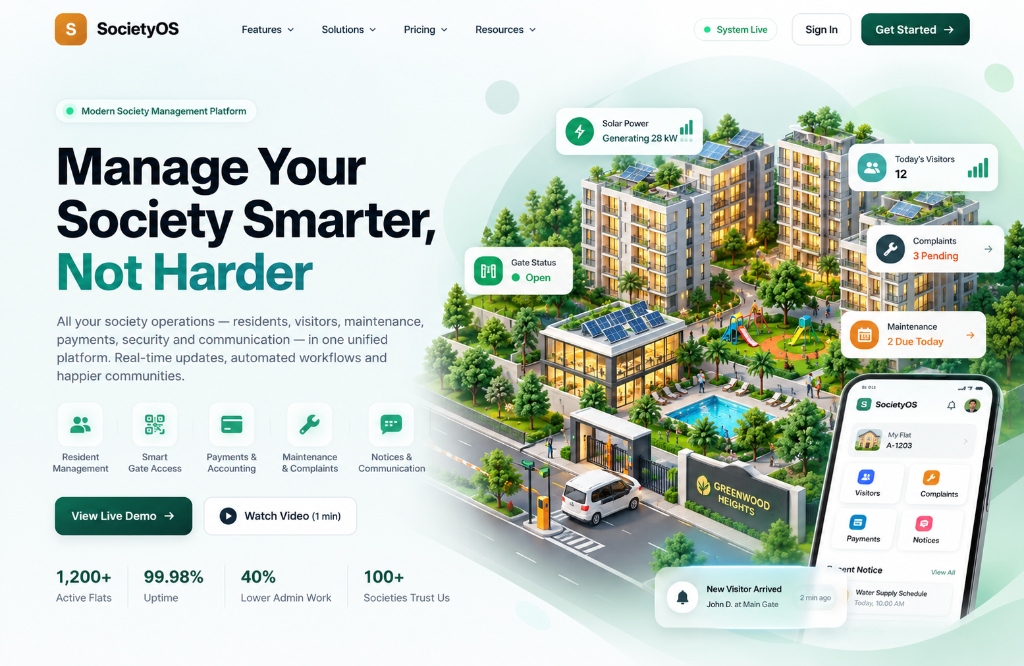 S SocietyOS
Features
Solutions
Pricing
Resources
System Live
Sign In
Get Started →
Modern Society Management Platform
Manage Your
Society Smarter,
Not Harder
All your society operations — residents, visitors, maintenance,
payments, security and communication — in one unified
platform. Real-time updates, automated workflows and
happier communities.
Resident
Management
Smart
Gate Access
Payments &
Accounting
Maintenance
& Complaints
Notices &
Communication
View Live Demo →
Watch Video (1 min)
1,200+
Active Flats
99.98%
Uptime
40%
Lower Admin Work
100+
Societies Trust Us
Solar Power
Generating 28 kW
Today's Visitors
12
Complaints
3 Pending
→
Gate Status
Open
Maintenance
2 Due Today
→
GREENWOOD
HEIGHTS
S SocietyOS
My Flat
A-1203
Visitors
Complaints
Payments
Notices
Notice
View All
Water Supply Schedule
Today, 10:00 AM
New Visitor Arrived
John D. at Main Gate
2 min ago